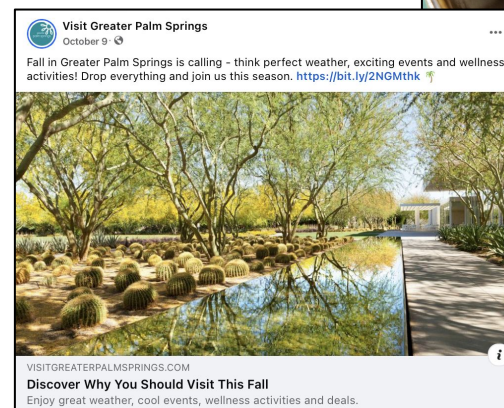 Visit Greater Palm Springs
October 9 ·
Fall in Greater Palm Springs is calling - think perfect weather, exciting events and wellness
activities! Drop everything and join us this season. https://bit.ly/2NGMthk
VISITGREATERPALMSPRINGS.COM
Discover Why You Should Visit This Fall
Enjoy great weather, cool events, wellness activities and deals.